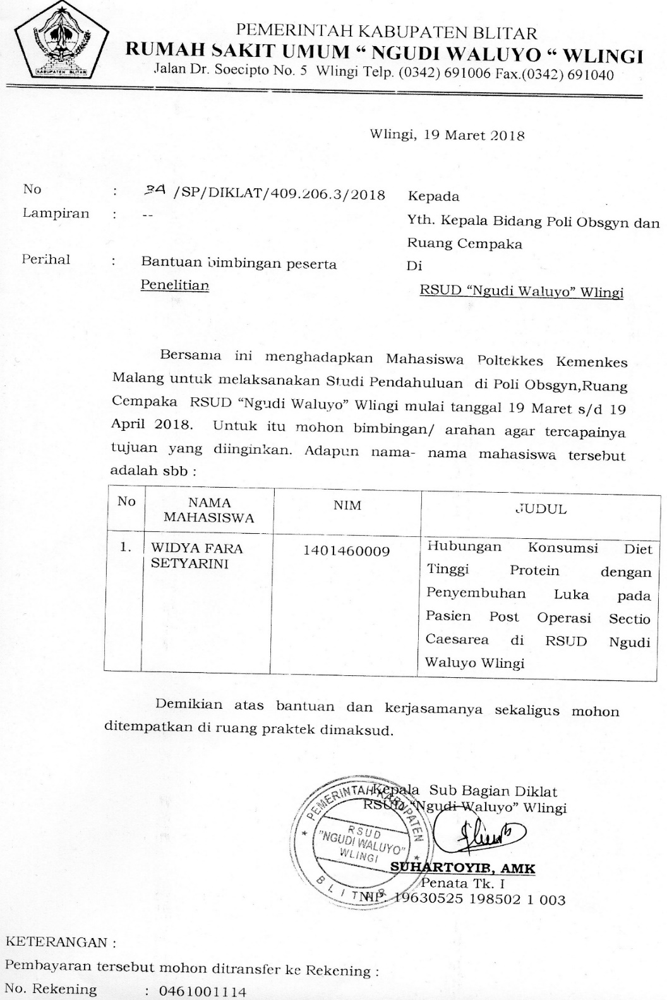 KABUPATEN BLITAR
PEMERINTAH KABUPATEN BLITAR
RUMAH SAKIT UMUM “ NGUDI WALUYO “ WLINGI
Jalan Dr. Soecipto No. 5 Wlingi Telp. (0342) 691006 Fax.(0342) 691040
Wlingi, 19 Maret 2018
No : 34 /SP/DIKLAT/409.206.3/2018
Lampiran : --
Perihal : Bantuan bimbingan peserta
Penelitian
Kepada
Yth. Kepala Bidang Poli Obsgyn dan
Ruang Cempaka
Di
RSUD “Ngudi Waluyo” Wlingi
Bersama ini menghadapkan Mahasiswa Poltekkes Kemenkes
Malang untuk melaksanakan Studi Pendahuluan di Poli Obsgyn,Ruang
Cempaka RSUD “Ngudi Waluyo” Wlingi mulai tanggal 19 Maret s/d 19
April 2018. Untuk itu mohon bimbingan/ arahan agar tercapainya
tujuan yang diinginkan. Adapun nama- nama mahasiswa tersebut
adalah sbb :
No
NAMA
MAHASISWA
NIM
JUDUL
1.
WIDYA FARA
SETYARINI
1401460009
Hubungan Konsumsi Diet
Tinggi Protein dengan
Penyembuhan Luka pada
Pasien Post Operasi Sectio
Caesarea di RSUD Ngudi
Waluyo Wlingi
Demikian atas bantuan dan kerjasamanya sekaligus mohon
ditempatkan di ruang praktek dimaksud.
Kepala Sub Bagian Diklat
RSUD “Ngudi Waluyo” Wlingi
PEMERINTAH KABUPATEN
RSUD
"NGUDI WALUYO"
WLINGI
BLITAR
SUHARTOYIB, AMK
Penata Tk. I
NIP. 19630525 198502 1 003
KETERANGAN :
Pembayaran tersebut mohon ditransfer ke Rekening :
No. Rekening : 0461001114